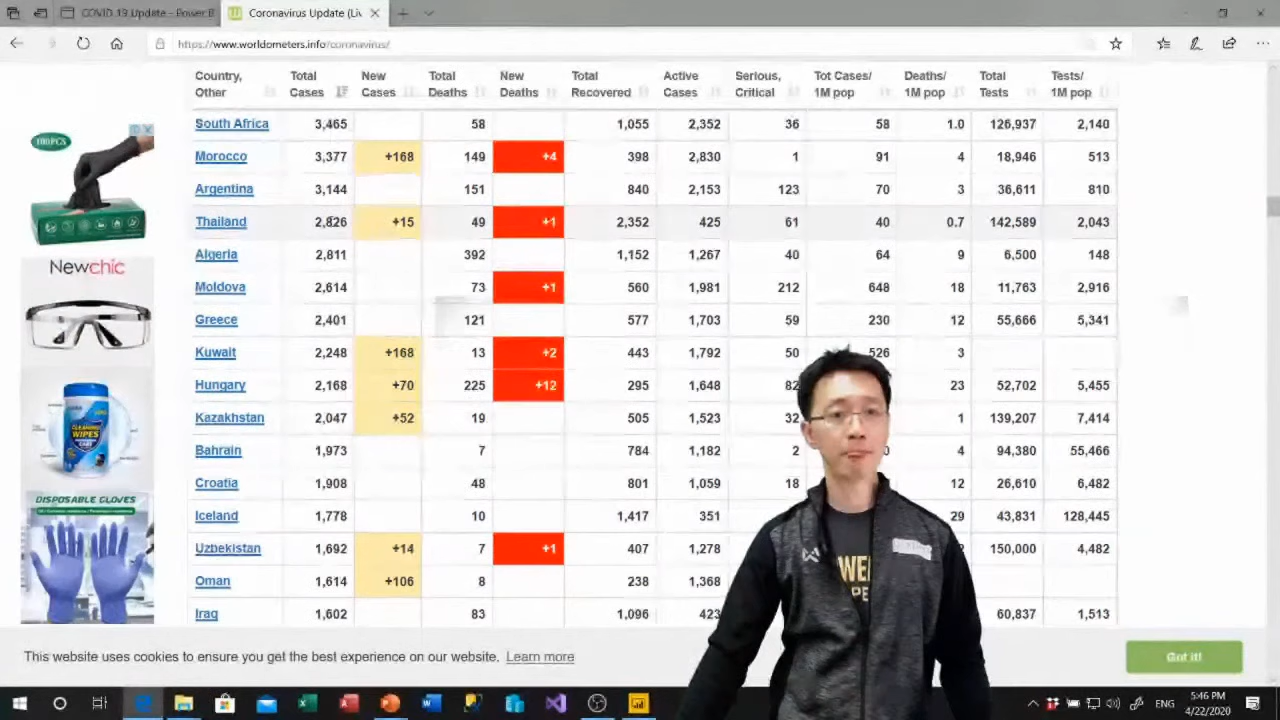 COVID 19 Update - Power B
Coronavirus Update (Li
https://www.worldometers.info/coronavirus/
Country, Other Total Cases New Cases Total Deaths New Deaths Total Recovered Active Cases Serious, Critical Tot Cases/ 1M pop Deaths/ 1M pop Total Tests Tests/ 1M pop
South Africa 3,465 58 1,055 2,352 36 58 1.0 126,937 2,140
Morocco 3,377 +168 149 +4 398 2,830 1 91 4 18,946 513
Argentina 3,144 151 840 2,153 123 70 3 36,611 810
Thailand 2,826 +15 49 +1 2,352 425 61 40 0.7 142,589 2,043
Algeria 2,811 392 1,152 1,267 40 64 9 6,500 148
Moldova 2,614 73 +1 560 1,981 212 648 18 11,763 2,916
Greece 2,401 121 577 1,703 59 230 12 55,666 5,341
Kuwait 2,248 +168 13 +2 443 1,792 50 526 3
Hungary 2,168 +70 225 +12 295 1,648 82 23 52,702 5,455
Kazakhstan 2,047 +52 19 505 1,523 32 1 139,207 7,414
Bahrain 1,973 7 784 1,182 2 0 4 94,380 55,466
Croatia 1,908 48 801 1,059 18 12 26,610 6,482
Iceland 1,778 10 1,417 351 29 43,831 128,445
Uzbekistan 1,692 +14 7 +1 407 1,278 150,000 4,482
Oman 1,614 +106 8 238 1,368
Iraq 1,602 83 1,096 423 60,837 1,513
100PCS
Newchic
CLEANING
WIPES
DISPOSABLE GLOVES
This website uses cookies to ensure you get the best experience on our website. Learn more
Got it!
ENG
5:46 PM
4/22/2020